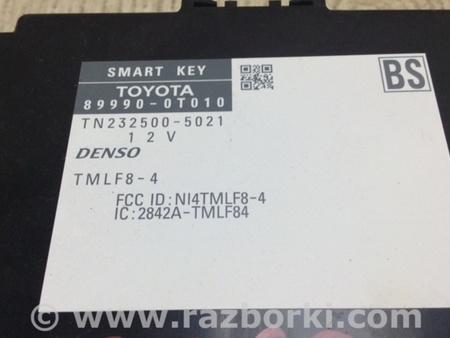 SMART KEY
BS
TOYOTA
89990-0T010
TN232500-5021
12V
DENSO
TMLF8-4
FCC ID:NI4TMLF8-4
IC:2842A-TMLF84
© www.razborki.com